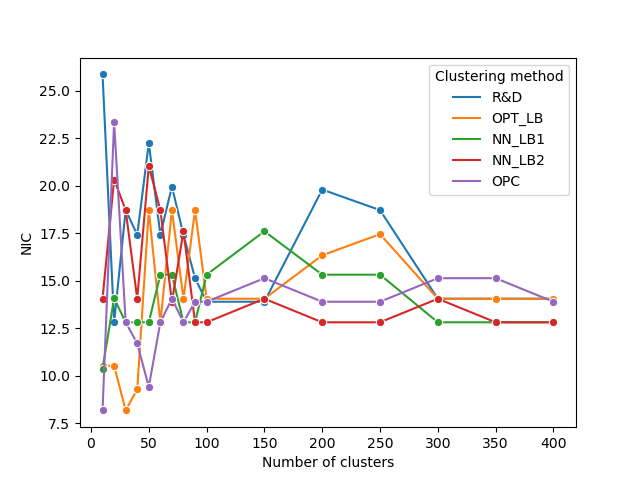 Clustering method
R&D
OPT_LB
NN_LB1
NN_LB2
OPC
NIC
25.0
22.5
20.0
17.5
15.0
12.5
10.0
7.5
0 50 100 150 200 250 300 350 400
Number of clusters